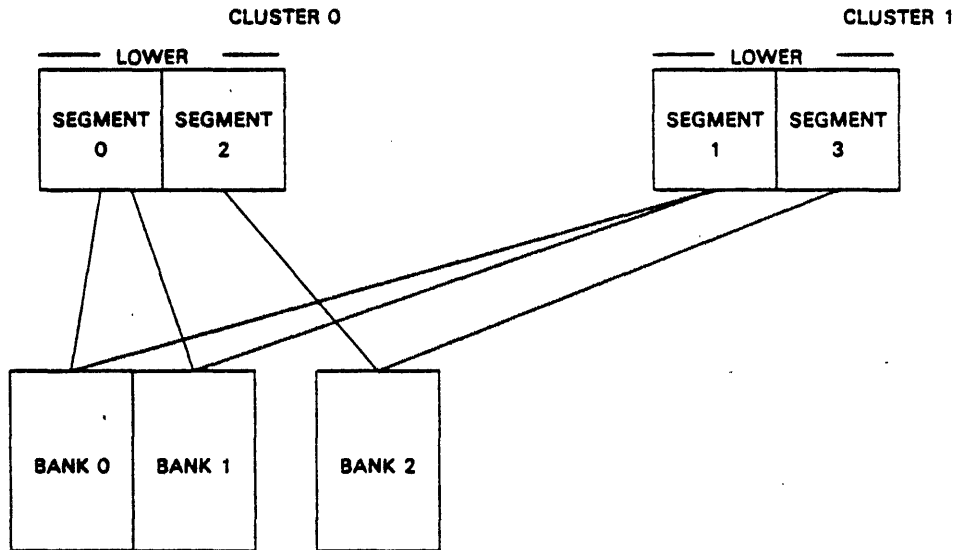 CLUSTER 0
CLUSTER 1
LOWER
LOWER
SEGMENT
0
SEGMENT
2
SEGMENT
1
SEGMENT
3
BANK 0
BANK 1
BANK 2